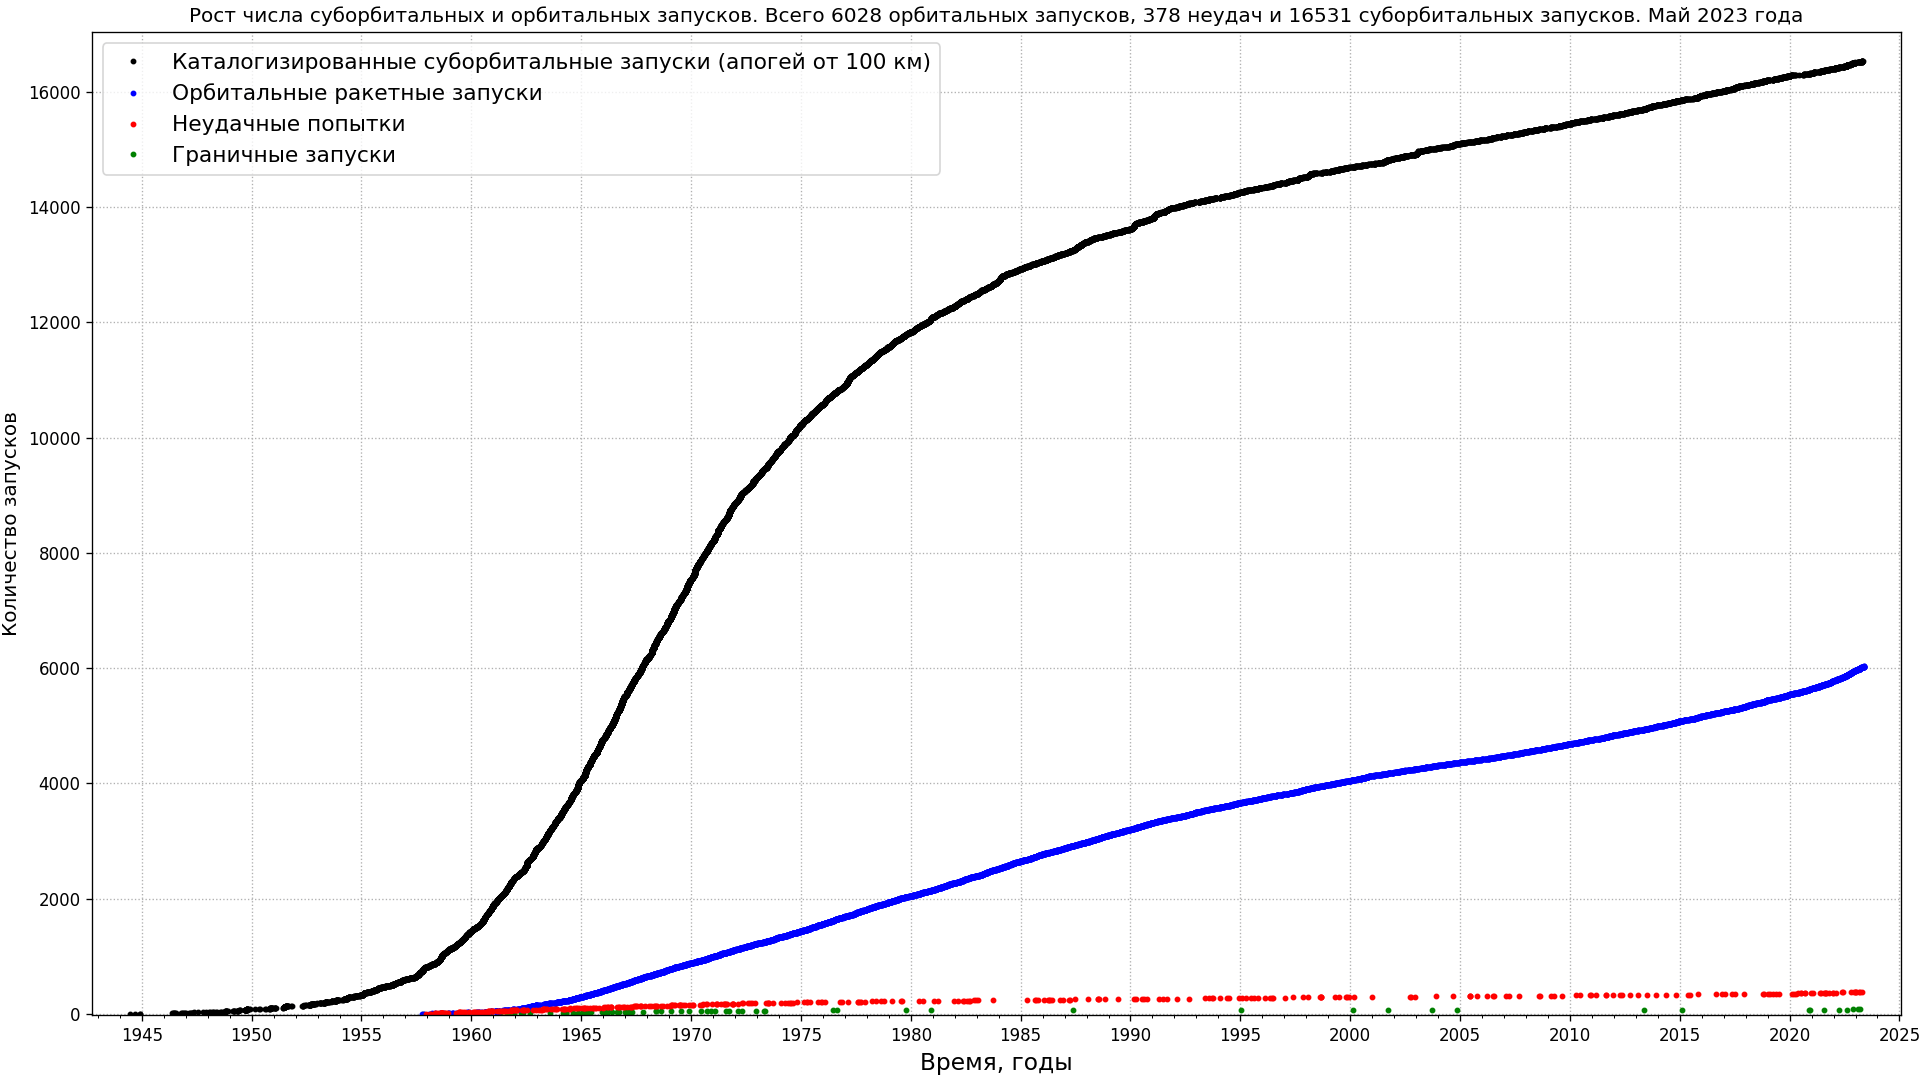 Рост числа суборбитальных и орбитальных запусков. Всего 6028 орбитальных запусков, 378 неудач и 16531 суборбитальных запусков. Май 2023 года
Каталогизированные суборбитальные запуски (апогей от 100 км)
Орбитальные ракетные запуски
Неудачные попытки
Граничные запуски
Количество запусков
16000
14000
12000
10000
8000
6000
4000
2000
0
1945 1950 1955 1960 1965 1970 1975 1980 1985 1990 1995 2000 2005 2010 2015 2020 2025
Время, годы